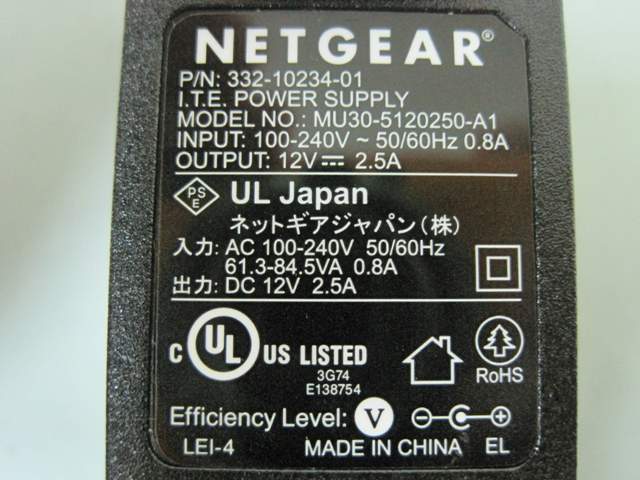 NETGEAR®
P/N: 332-10234-01
I.T.E. POWER SUPPLY
MODEL NO.: MU30-5120250-A1
INPUT: 100-240V ~ 50/60Hz 0.8A
OUTPUT: 12V⎓ 2.5A
PS E UL Japan
ネットギアジャパン(株)
入力: AC 100-240V 50/60Hz
61.3-84.5VA 0.8A
出力: DC 12V 2.5A
C UL US LISTED
3G74
E138754
RoHS
Efficiency Level: V
LEI-4 MADE IN CHINA EL